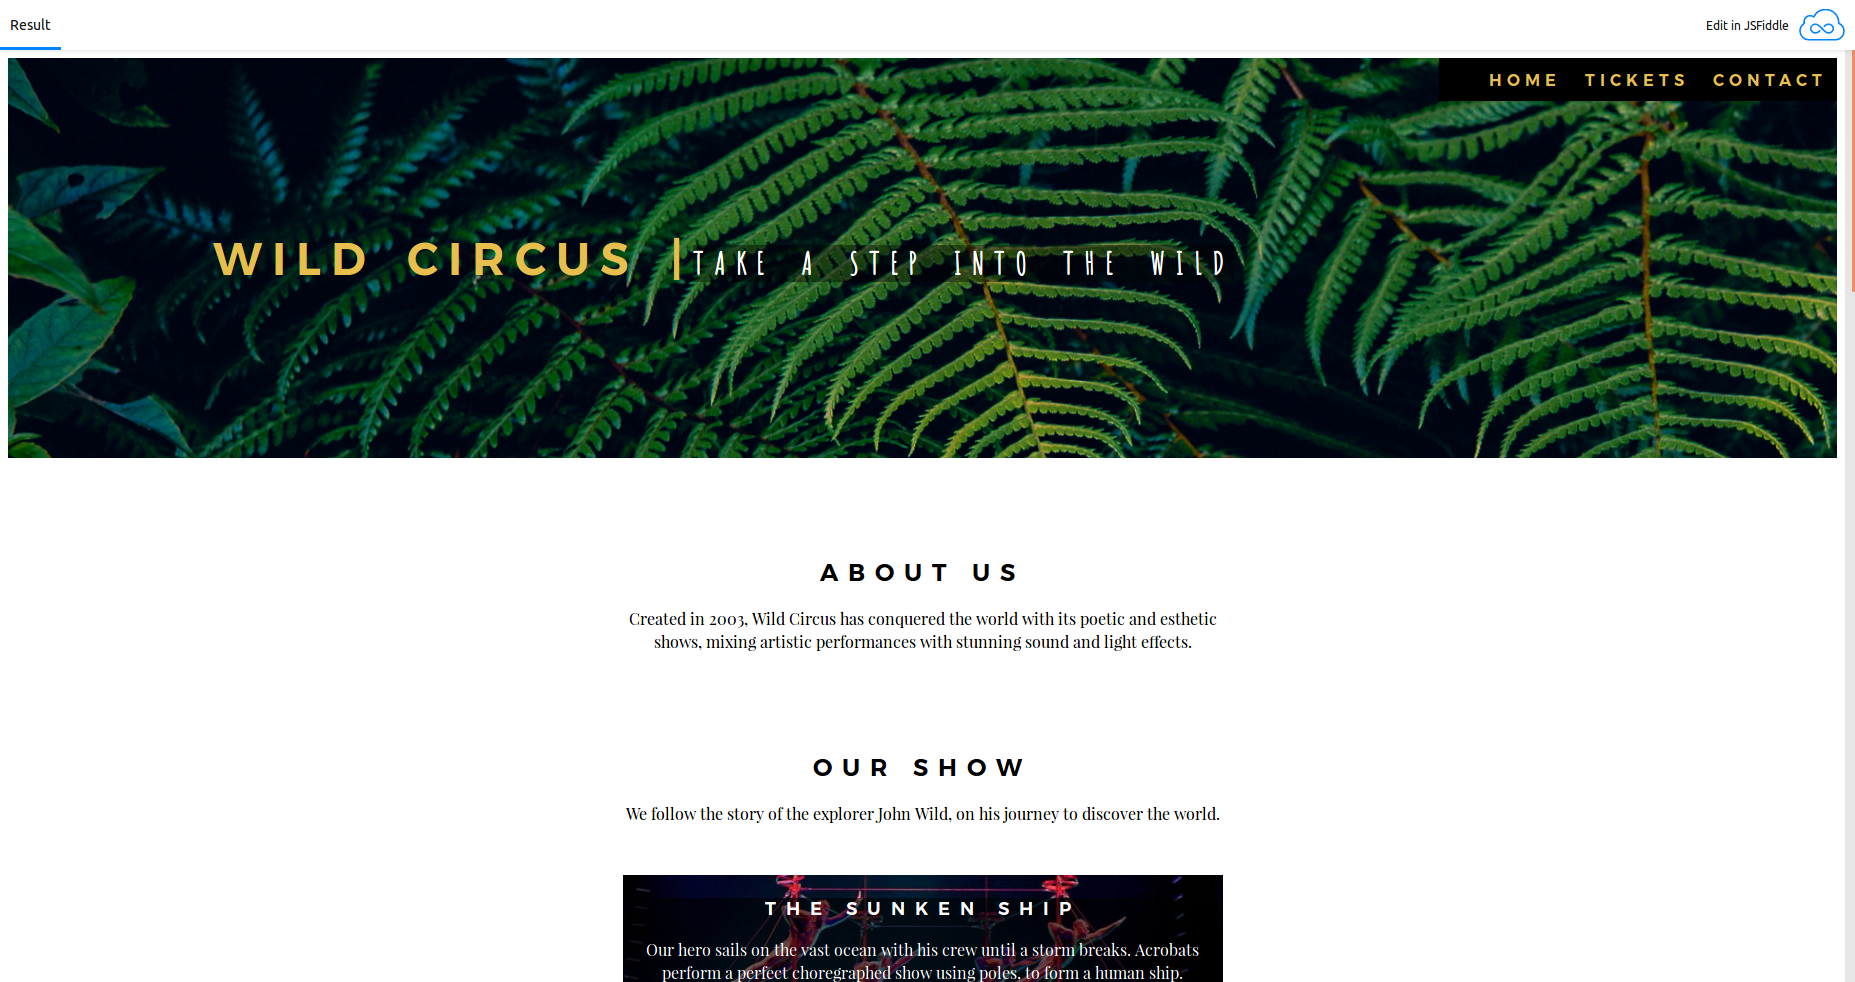 Result
Edit in JSFiddle
HOME TICKETS CONTACT
WILD CIRCUS |TAKE A STEP INTO THE WILD
ABOUT US
Created in 2003, Wild Circus has conquered the world with its poetic and esthetic
shows, mixing artistic performances with stunning sound and light effects.
OUR SHOW
We follow the story of the explorer John Wild, on his journey to discover the world.
THE SUNKEN SHIP
Our hero sails on the vast ocean with his crew until a storm breaks. Acrobats
perform a perfect choregraphed show using poles, to form a human ship.